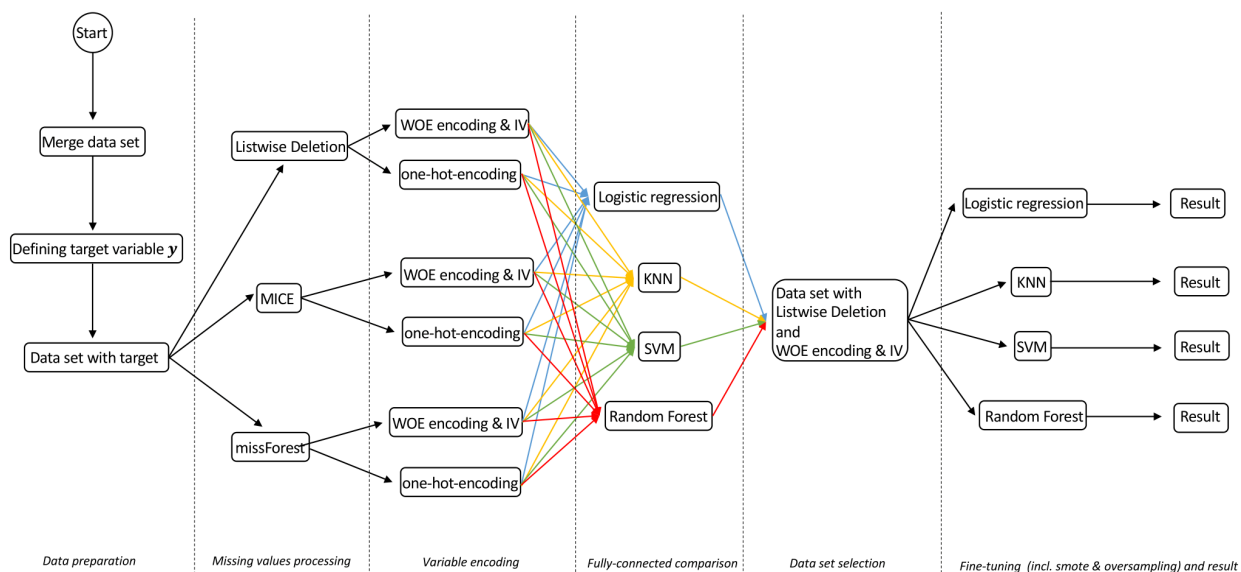 Start
Merge data set
Defining target variable y
Data set with target
Listwise Deletion
MICE
missForest
WOE encoding & IV
one-hot-encoding
WOE encoding & IV
one-hot-encoding
WOE encoding & IV
one-hot-encoding
Logistic regression
KNN
SVM
Random Forest
Data set with
Listwise Deletion
and
WOE encoding & IV
Logistic regression
Result
KNN
Result
SVM
Result
Random Forest
Result
Data preparation
Missing values processing
Variable encoding
Fully-connected comparison
Data set selection
Fine-tuning (incl. smote & oversampling) and result